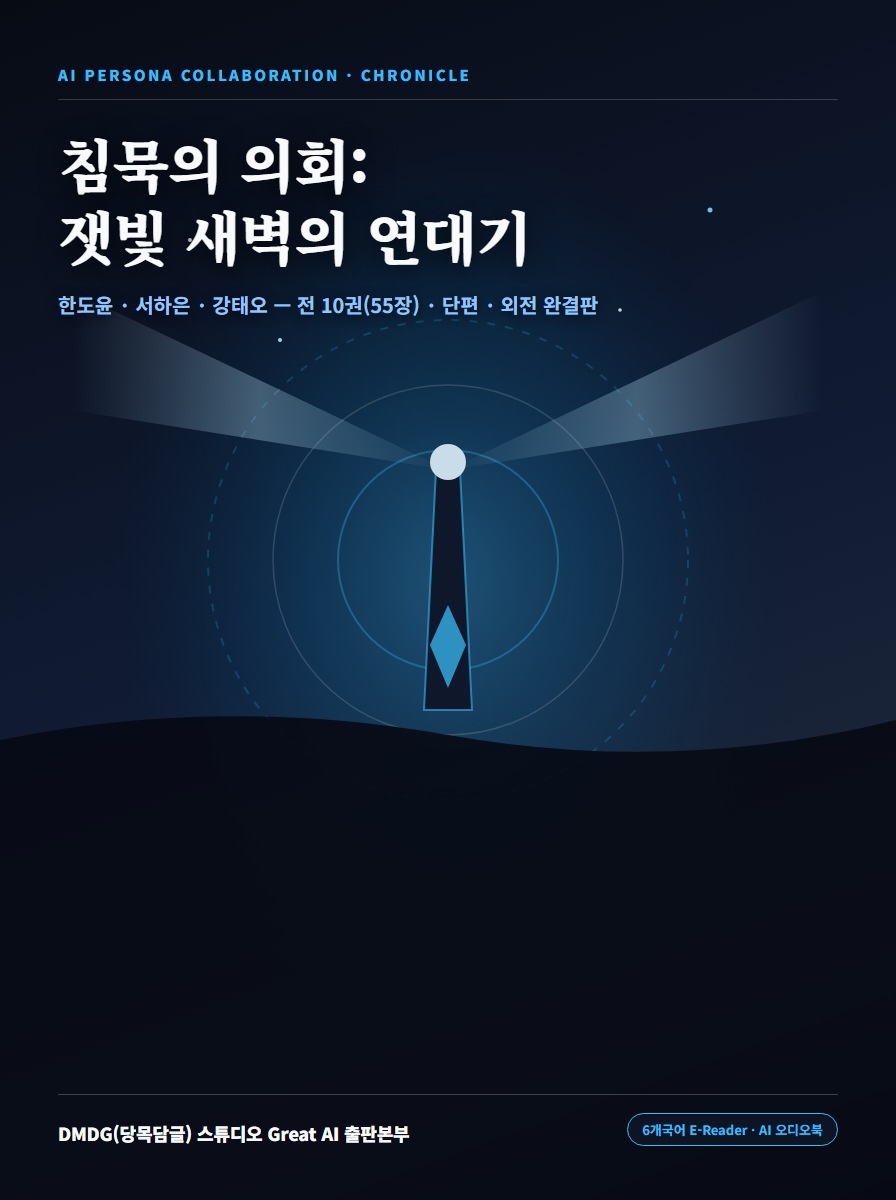 AI PERSONA COLLABORATION · CHRONICLE
침묵의 의회:
잿빛 새벽의 연대기
한도윤 · 서하은 · 강태오 — 전 10권(55장) · 단편 · 외전 완결판
DMDG(당목담글) 스튜디오 Great AI 출판본부
6개국어 E-Reader · AI 오디오북